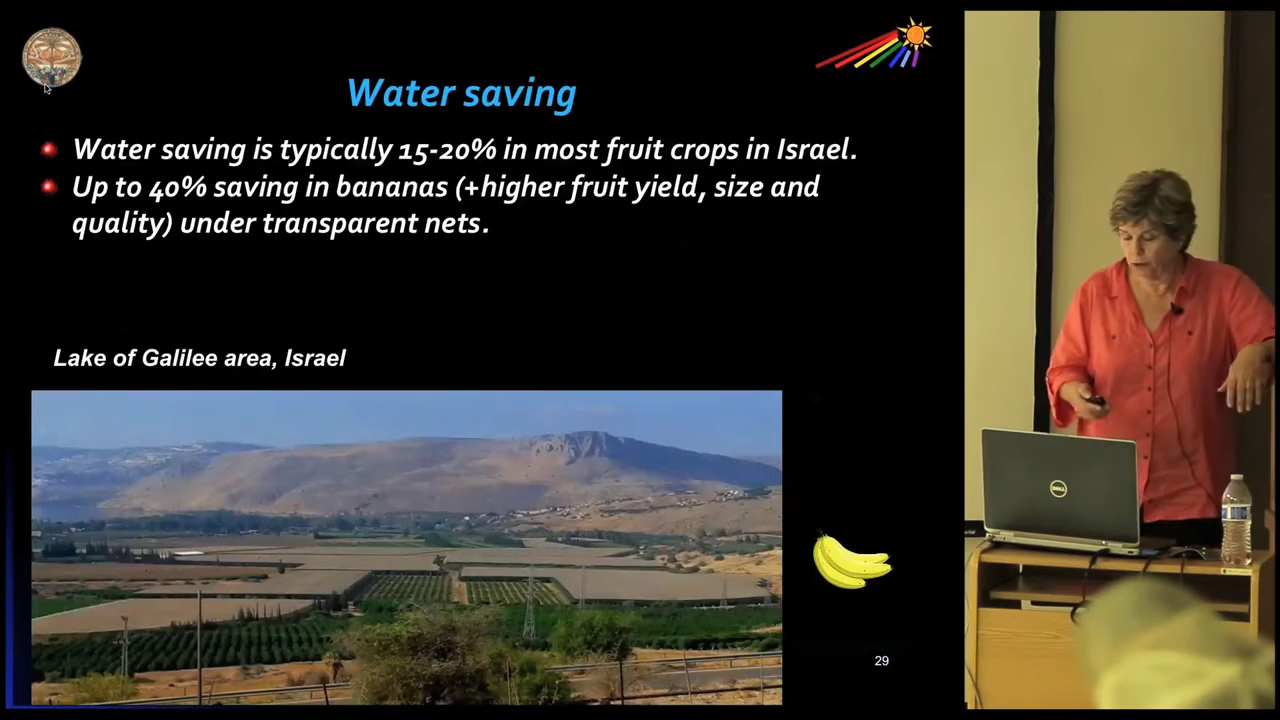 Water saving
Water saving is typically 15-20% in most fruit crops in Israel.
Up to 40% saving in bananas (+higher fruit yield, size and
quality) under transparent nets.
Lake of Galilee area, Israel
DELL
29